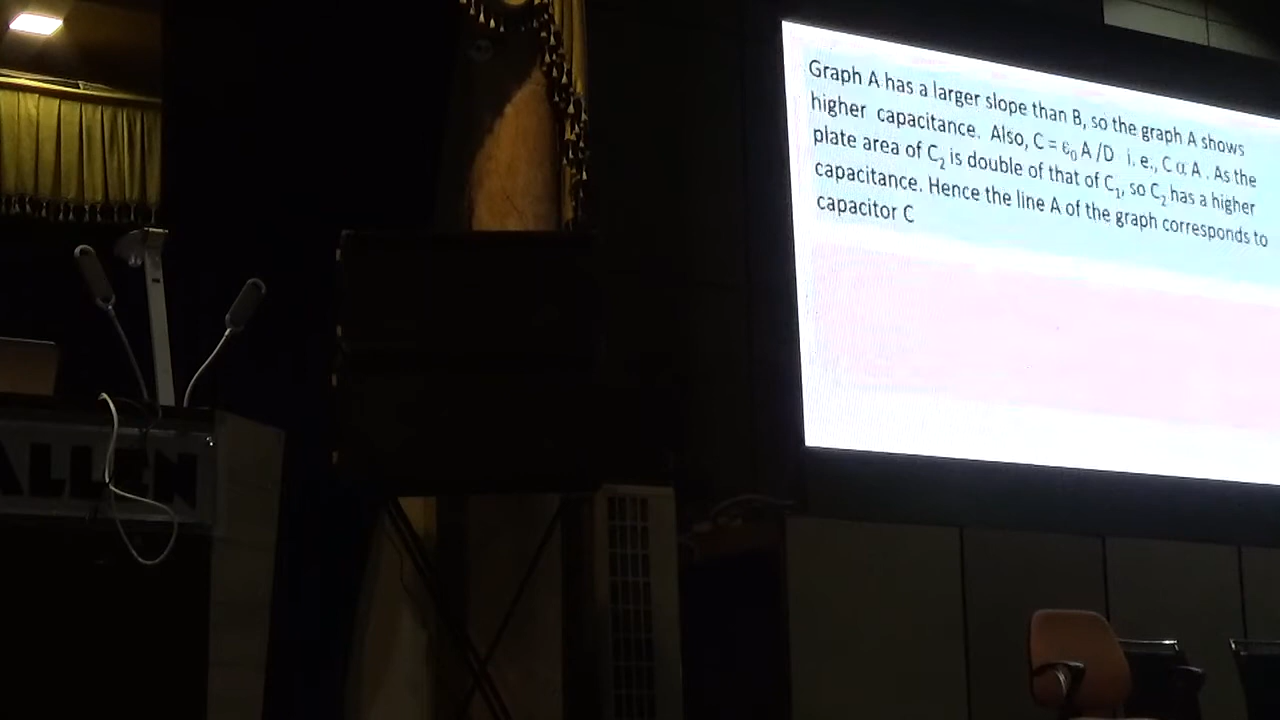 Graph A has a larger slope than B, so the graph A shows
higher capacitance. Also, C = ϵ₀ A /D i. e., C α A . As the
plate area of C₂ is double of that of C₁, so C₂ has a higher
capacitance. Hence the line A of the graph corresponds to
capacitor C
ALLEN